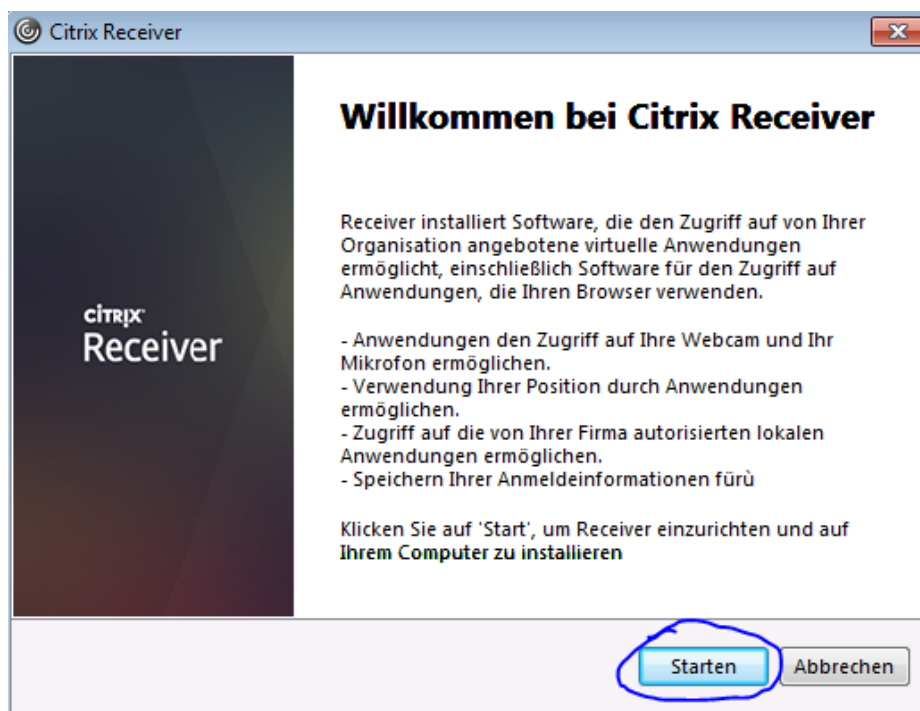 Citrix Receiver
CİTRIX
Receiver
Willkommen bei Citrix Receiver
Receiver installiert Software, die den Zugriff auf von Ihrer
Organisation angebotene virtuelle Anwendungen
ermöglicht, einschließlich Software für den Zugriff auf
Anwendungen, die Ihren Browser verwenden.
- Anwendungen den Zugriff auf Ihre Webcam und Ihr
Mikrofon ermöglichen.
- Verwendung Ihrer Position durch Anwendungen
ermöglichen.
- Zugriff auf die von Ihrer Firma autorisierten lokalen
Anwendungen ermöglichen.
- Speichern Ihrer Anmeldeinformationen fürù
Klicken Sie auf 'Start', um Receiver einzurichten und auf
Ihrem Computer zu installieren
Starten
Abbrechen